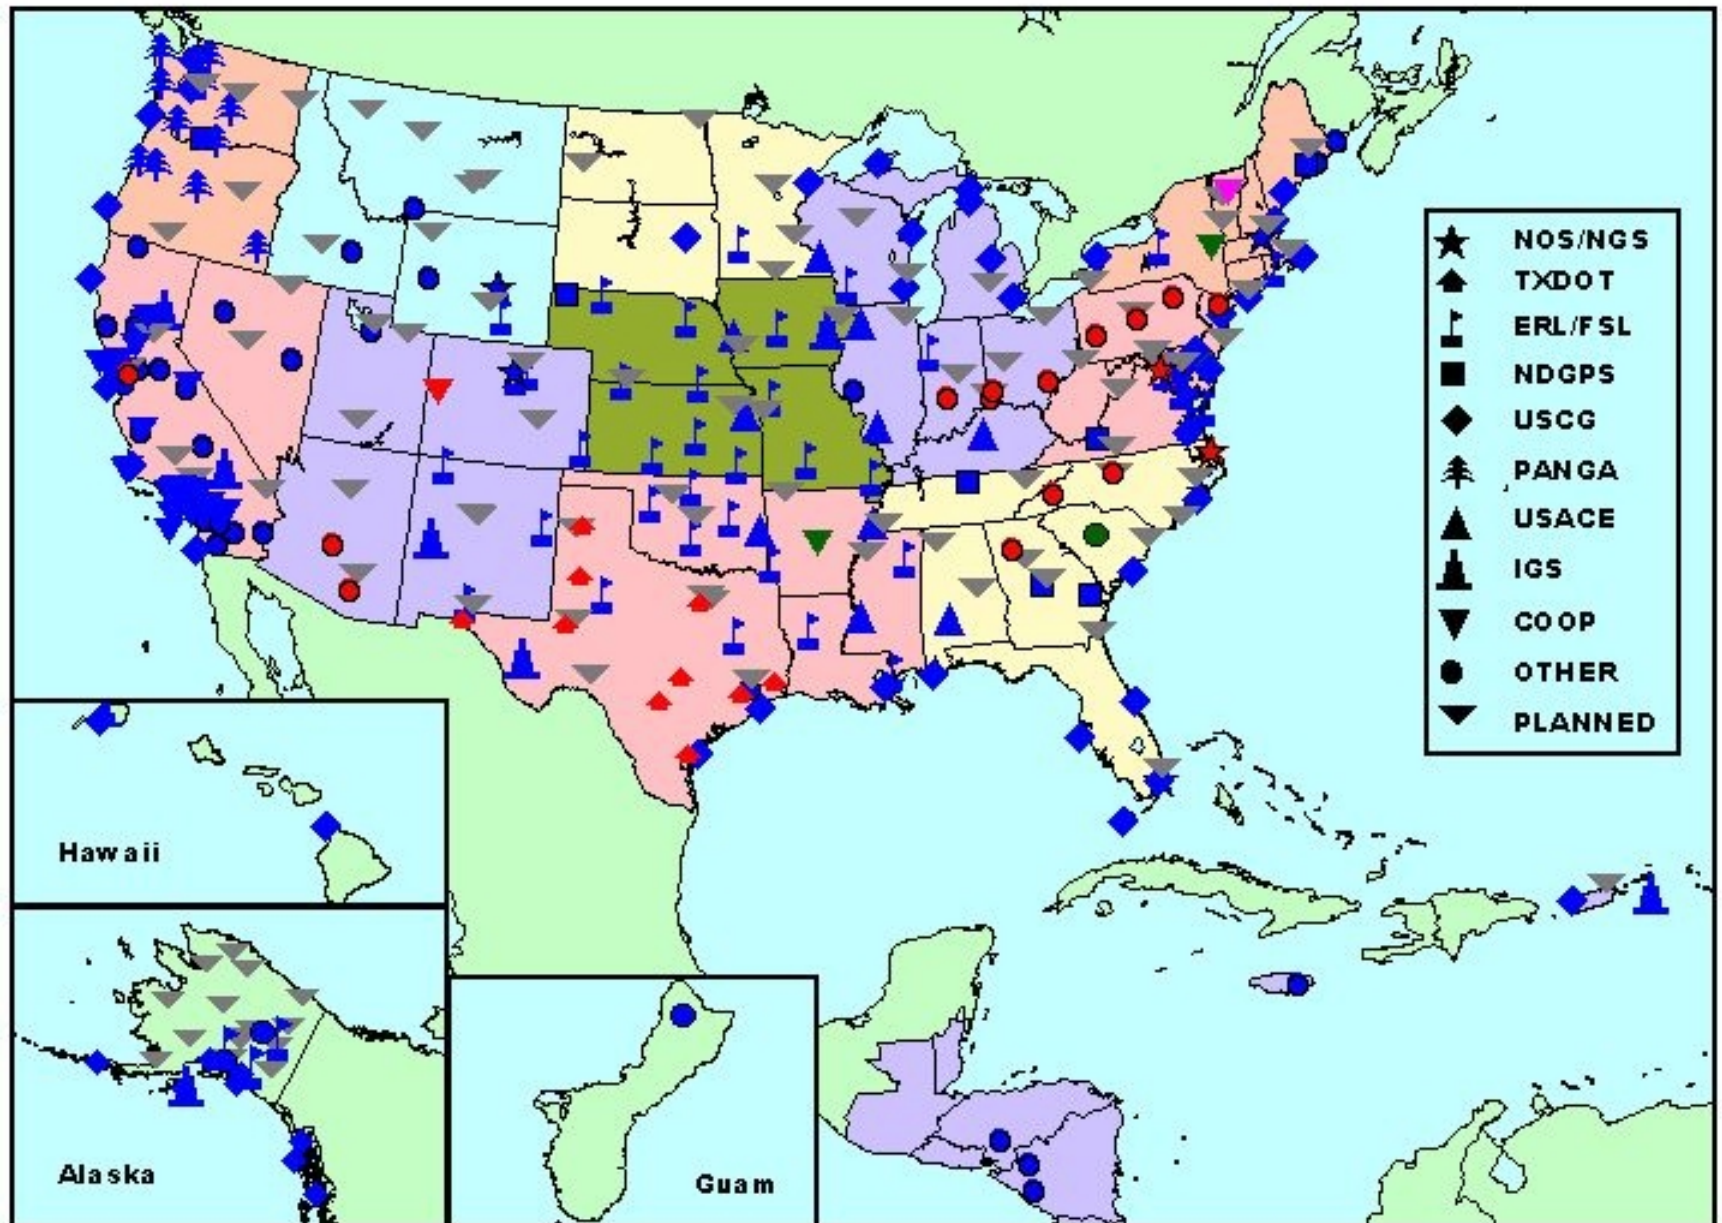 NOS/NGS
TXDOT
ERL/FSL
NDGPS
USCG
PANGA
USACE
IGS
COOP
OTHER
PLANNED
Hawaii
Alaska
Guam